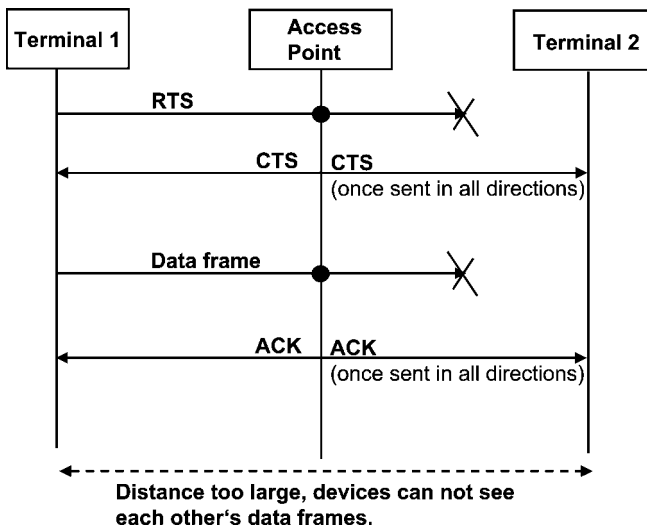 Terminal 1
Access
Point
Terminal 2
RTS
CTS CTS
(once sent in all directions)
Data frame
ACK ACK
(once sent in all directions)
Distance too large, devices can not see
each other‘s data frames.